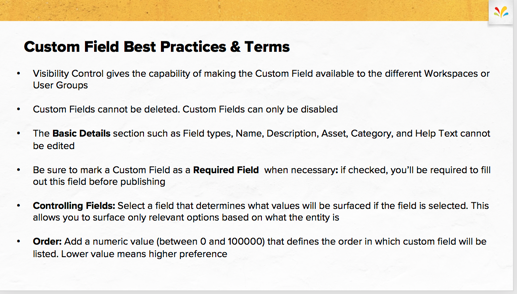 Custom Field Best Practices & Terms
• Visibility Control gives the capability of making the Custom Field available to the different Workspaces or
User Groups
• Custom Fields cannot be deleted. Custom Fields can only be disabled
• The Basic Details section such as Field types, Name, Description, Asset, Category, and Help Text cannot
be edited
• Be sure to mark a Custom Field as a Required Field when necessary: if checked, you'll be required to fill
out this field before publishing
• Controlling Fields: Select a field that determines what values will be surfaced if the field is selected. This
allows you to surface only relevant options based on what the entity is
• Order: Add a numeric value (between 0 and 100000) that defines the order in which custom field will be
listed. Lower value means higher preference